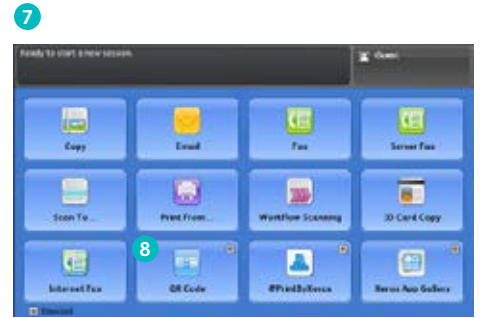 7
Ready to start a new session.
Guest
Copy
Email
Fax
Server Fax
Scan To...
Print From...
Workflow Scanning
ID Card Copy
8
Internet Fax
QR Code
@PrintByXerox
Xerox App Gallery